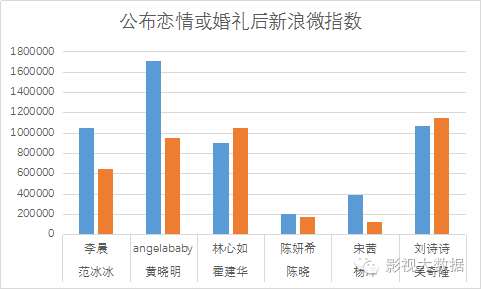 公布恋情或婚礼后新浪微指数
1800000
1600000
1400000
1200000
1000000
800000
600000
400000
200000
0
李晨 angelababy 林心如 陈妍希 宋茜 刘诗诗
范冰冰 黄晓明 霍建华 陈晓 杨洋 吴奇隆
影视大数据